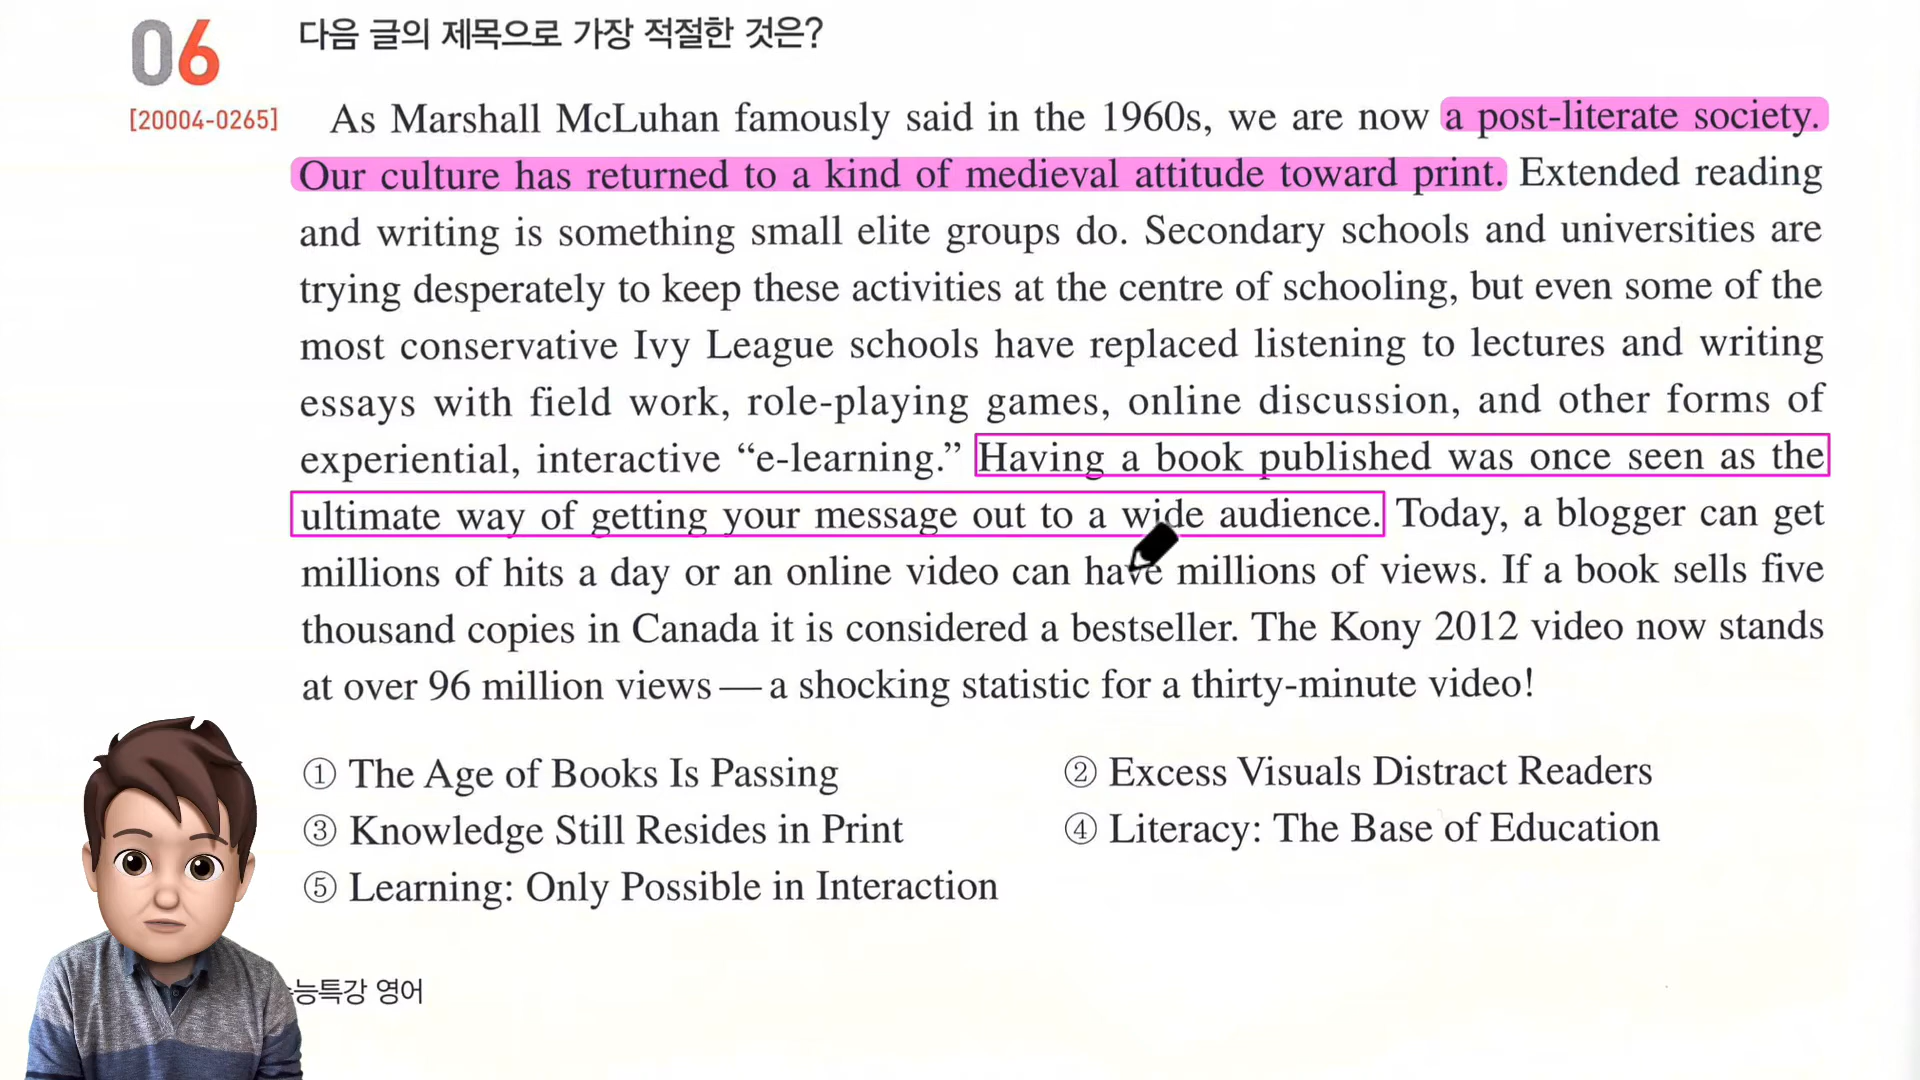 06
다음 글의 제목으로 가장 적절한 것은?
[20004-0265]
As Marshall McLuhan famously said in the 1960s, we are now a post-literate society.
Our culture has returned to a kind of medieval attitude toward print. Extended reading
and writing is something small elite groups do. Secondary schools and universities are
trying desperately to keep these activities at the centre of schooling, but even some of the
most conservative Ivy League schools have replaced listening to lectures and writing
essays with field work, role-playing games, online discussion, and other forms of
experiential, interactive “e-learning.” Having a book published was once seen as the
ultimate way of getting your message out to a wide audience. Today, a blogger can get
millions of hits a day or an online video can have millions of views. If a book sells five
thousand copies in Canada it is considered a bestseller. The Kony 2012 video now stands
at over 96 million views — a shocking statistic for a thirty-minute video!
① The Age of Books Is Passing
② Excess Visuals Distract Readers
③ Knowledge Still Resides in Print
④ Literacy: The Base of Education
⑤ Learning: Only Possible in Interaction
능특강 영어